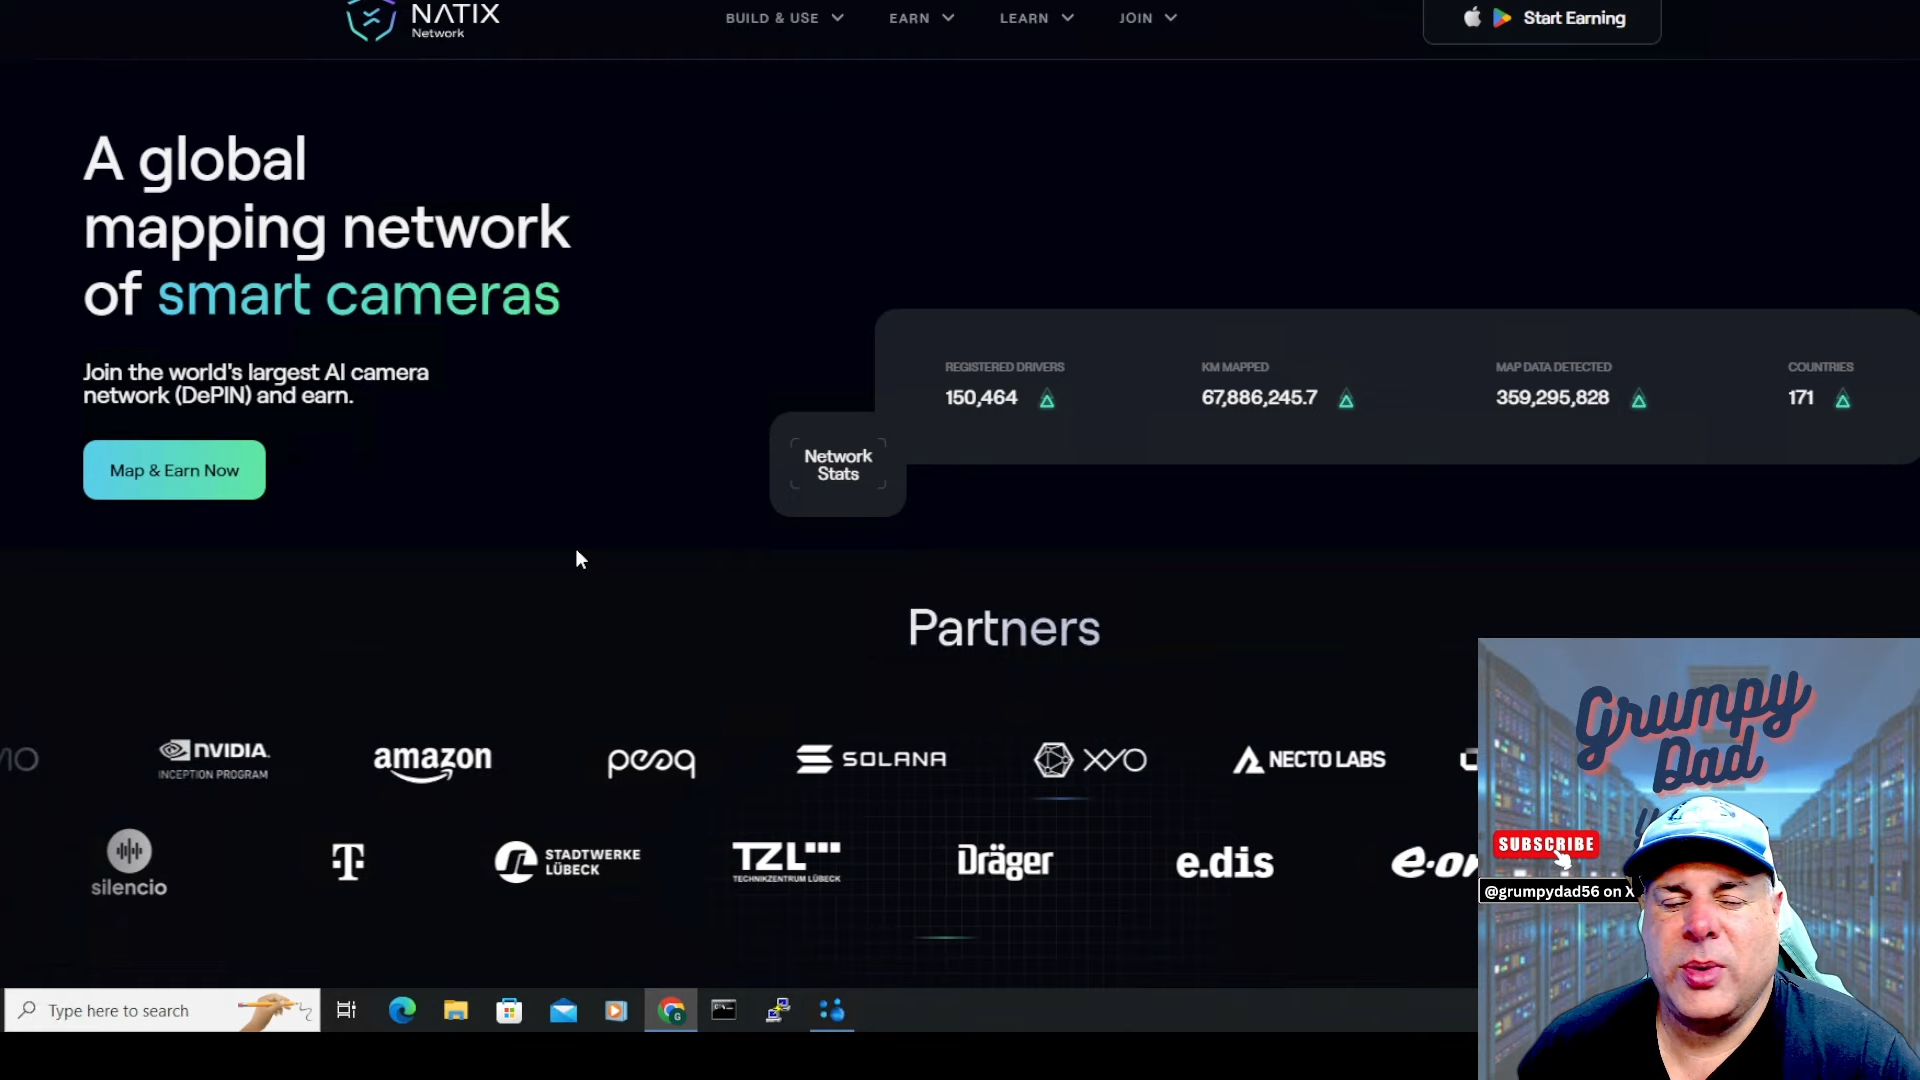 NATIX
Network
BUILD & USE
EARN
LEARN
JOIN
Start Earning
A global
mapping network
of smart cameras
Join the world's largest AI camera
network (DePIN) and earn.
Map & Earn Now
REGISTERED DRIVERS
150,464
KM MAPPED
67,886,245.7
MAP DATA DETECTED
359,295,828
COUNTRIES
171
Network
Stats
Partners
NVIDIA.
INCEPTION PROGRAM
amazon
peaq
SOLANA
XYO
NECTO LABS
silencio
T
STADTWERKE
LÜBECK
TZL
TECHNIKZENTRUM LÜBECK
Dräger
e.dis
e·on
Grumpy
Dad
SUBSCRIBE
@grumpydad56 on X
Type here to search